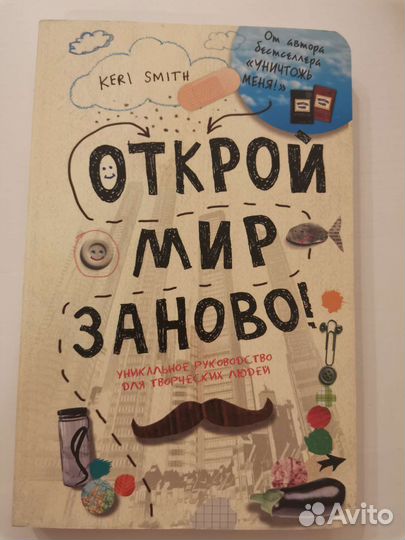 От автора
бестселлера
«УНИЧТОЖЬ
МЕНЯ!»
KERI SMITH
ОТКРОЙ
МИР
ЗАНОВО!
УНИКАЛЬНОЕ РУКОВОДСТВО
ДЛЯ ТВОРЧЕСКИХ ЛЮДЕЙ
Avito